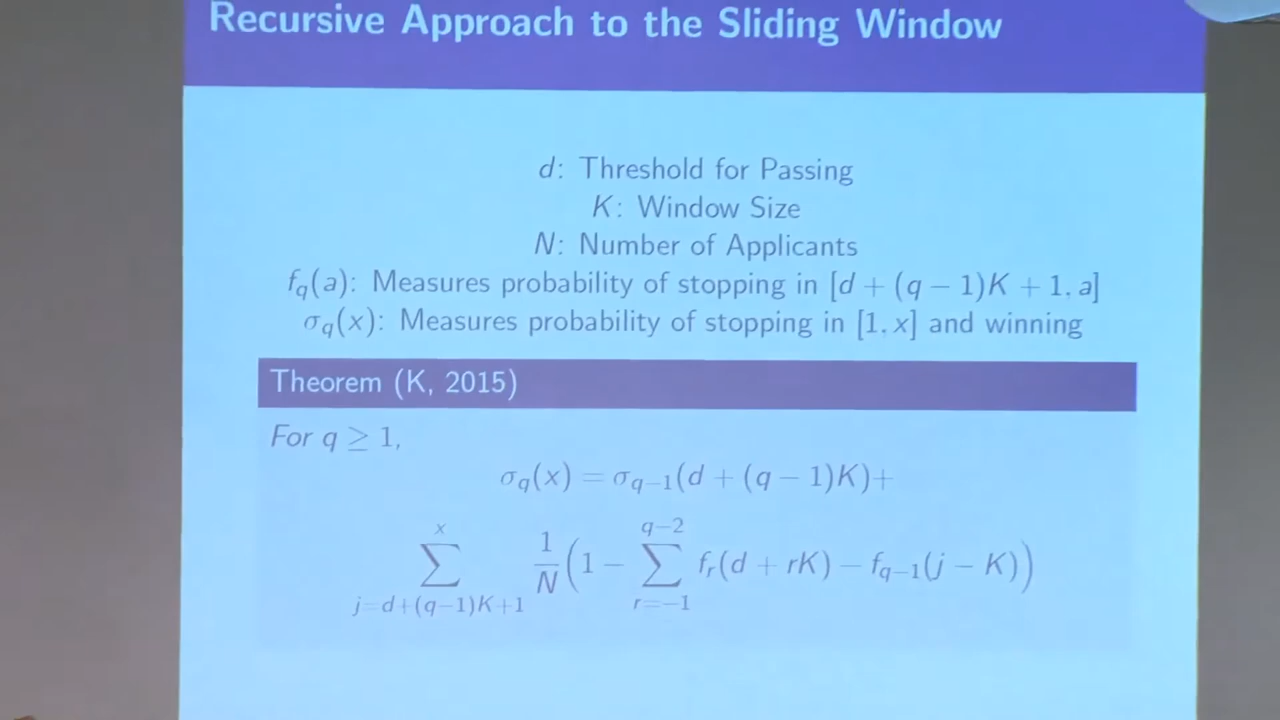 Recursive Approach to the Sliding Window
d: Threshold for Passing
K: Window Size
N: Number of Applicants
f_q(a): Measures probability of stopping in [d + (q − 1)K + 1, a]
σ_q(x): Measures probability of stopping in [1, x] and winning
Theorem (K, 2015)
For q ≥ 1,
σ_q(x) = σ_{q−1}(d + (q − 1)K)+
∑_{j=d+(q−1)K+1}^{x} 1/N (1 − ∑_{r=−1}^{q−2} f_r(d + rK) − f_{q−1}(j − K))